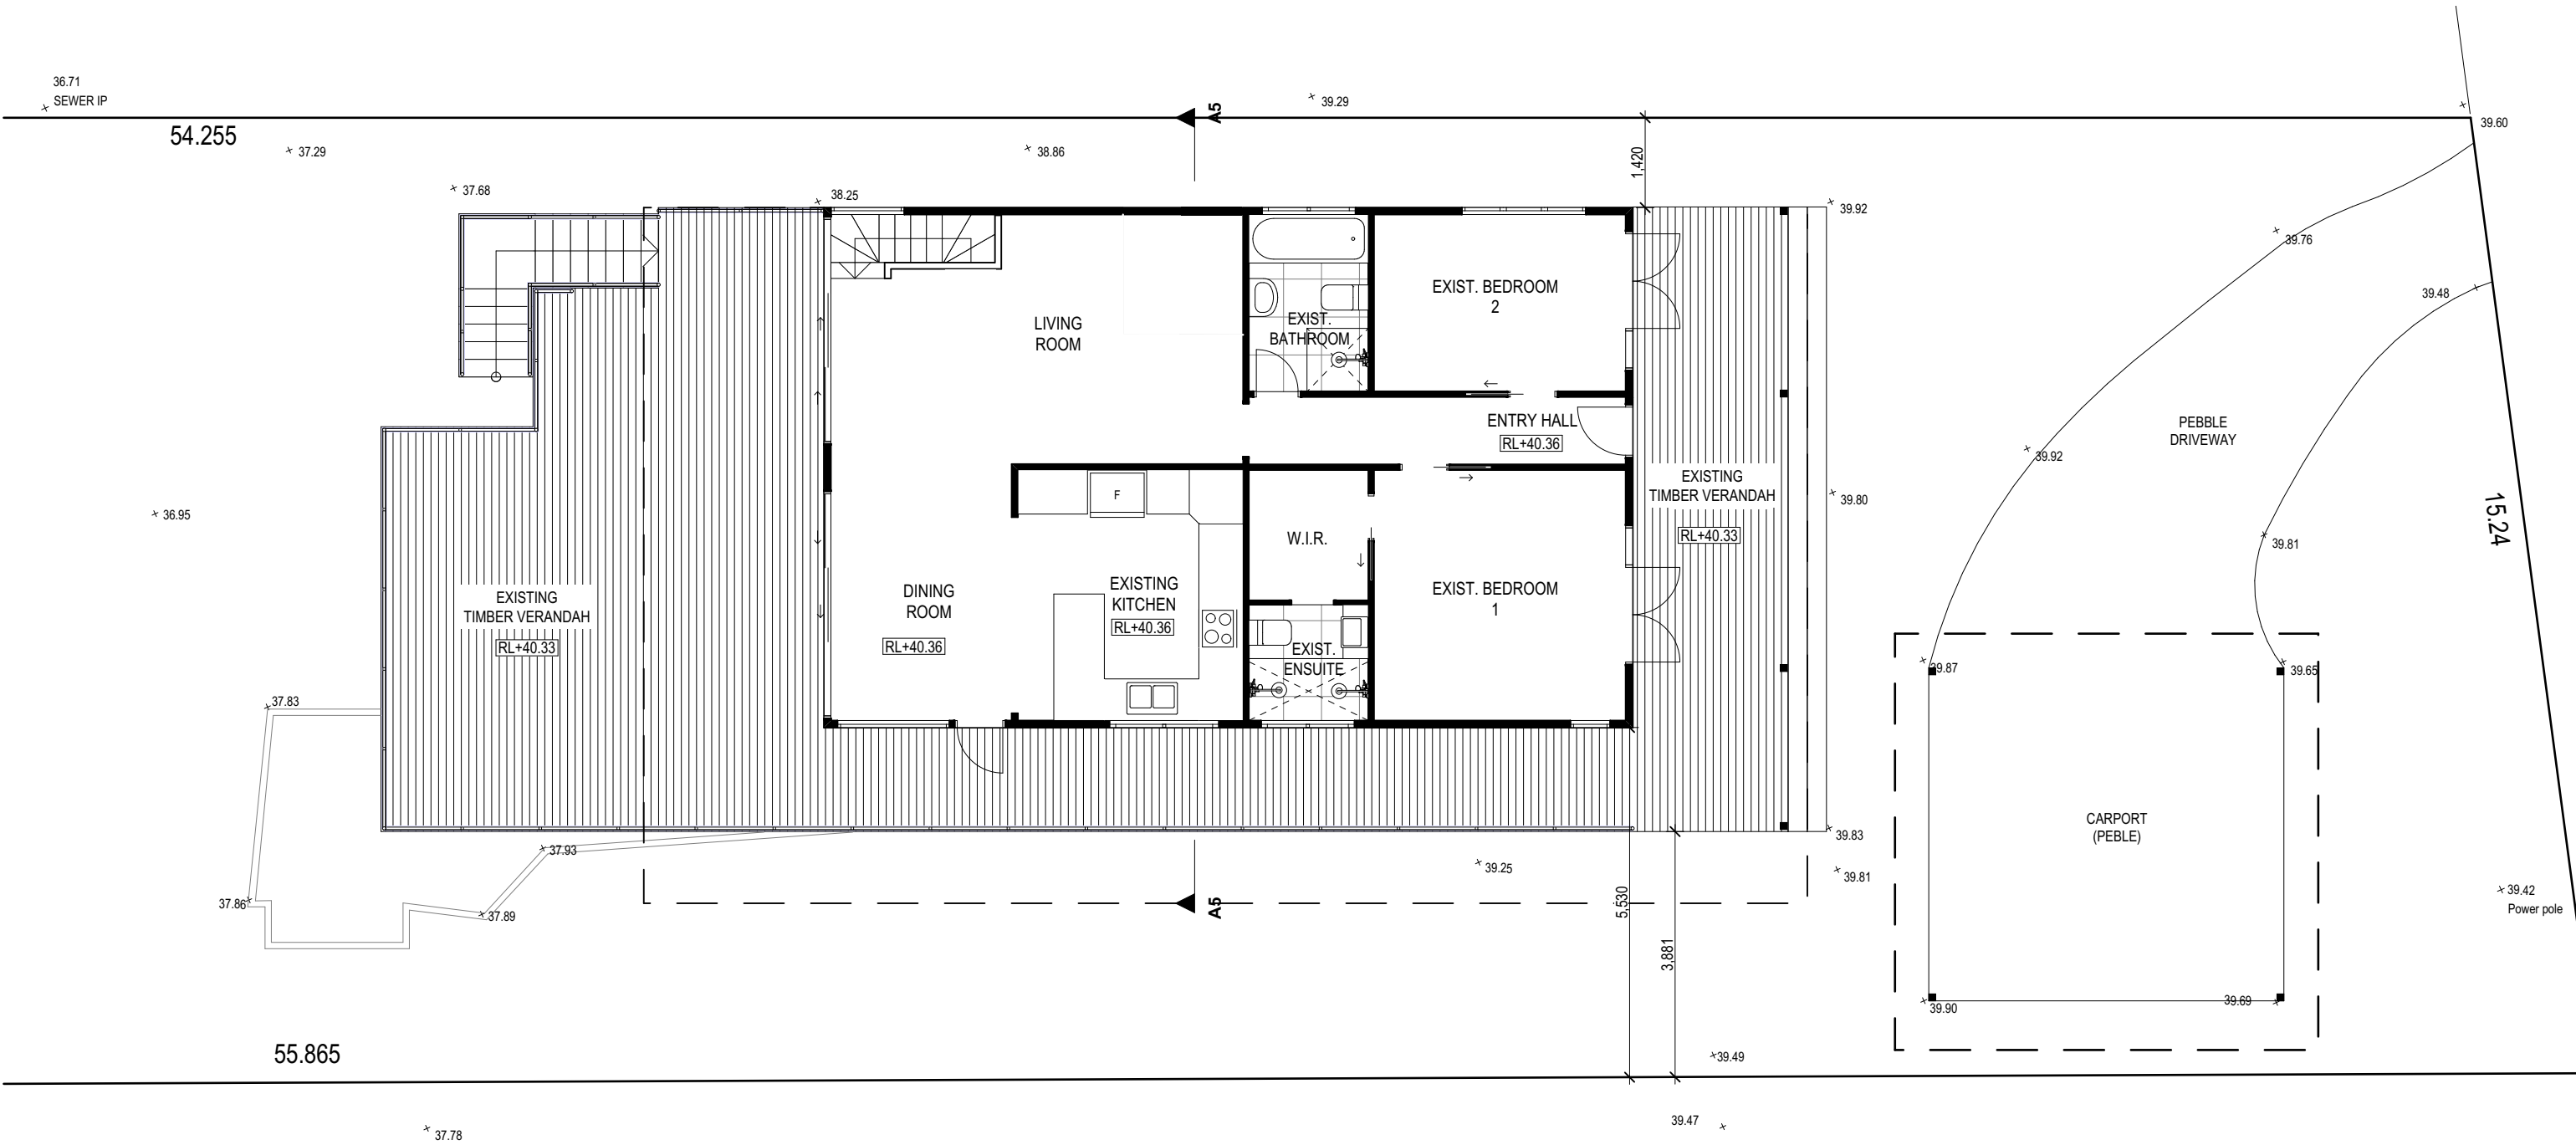 36.71
SEWER IP
54.255
37.29
37.68
38.25
38.86
A5
39.29
1,420
39.60
39.92
39.76
39.48
EXIST. BEDROOM
2
LIVING
ROOM
EXIST.
BATHROOM
ENTRY HALL
RL+40.36
PEBBLE
DRIVEWAY
39.92
EXISTING
TIMBER VERANDAH
RL+40.33
39.80
15.24
36.95
F
W.I.R.
39.81
DINING
ROOM
RL+40.36
EXISTING
KITCHEN
RL+40.36
EXIST. BEDROOM
1
EXISTING
TIMBER VERANDAH
RL+40.33
EXIST.
ENSUITE
39.87
39.65
37.83
CARPORT
(PEBLE)
39.83
37.93
39.25
39.81
39.42
Power pole
37.86
37.89
A5
5,530
3,881
39.90
39.69
55.865
39.49
39.47
37.78